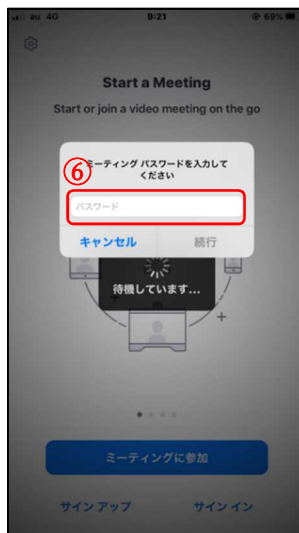 au 4G 9:21 69%
Start a Meeting
Start or join a video meeting on the go
⑥
ミーティング パスワードを入力して
ください
パスワード
キャンセル 続行
待機しています...
ミーティングに参加
サイン アップ サイン イン